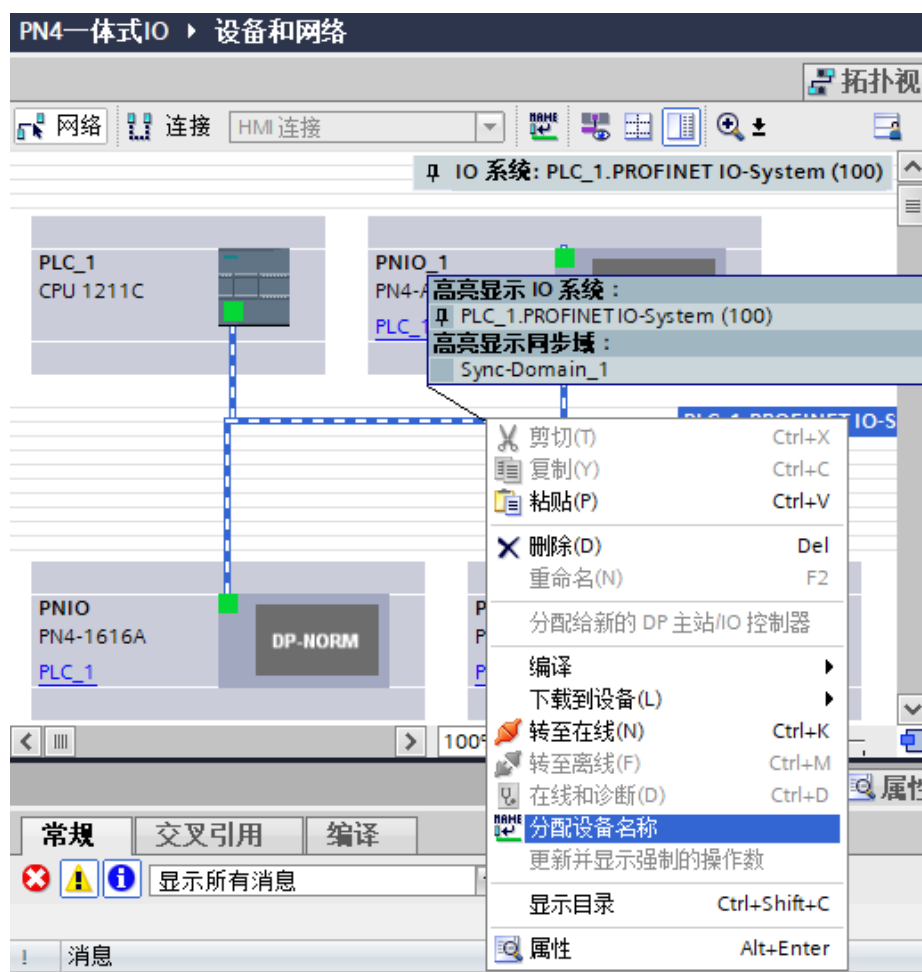 PN4一体式IO ▸ 设备和网络
拓扑视
网络 连接 HMI 连接 NAME
IO 系统: PLC_1.PROFINET IO-System (100)
PLC_1
CPU 1211C
PNIO_1
PN4-A
PLC_1
高亮显示 IO 系统：
PLC_1.PROFINET IO-System (100)
高亮显示同步域：
Sync-Domain_1
PLC_1.PROFINET IO-S
剪切(T) Ctrl+X
复制(Y) Ctrl+C
粘贴(P) Ctrl+V
删除(D) Del
重命名(N) F2
分配给新的 DP 主站/IO 控制器
编译
下载到设备(L)
转至在线(N) Ctrl+K
转至离线(F) Ctrl+M
在线和诊断(D) Ctrl+D
NAME 分配设备名称
更新并显示强制的操作数
显示目录 Ctrl+Shift+C
属性 Alt+Enter
PNIO
PN4-1616A
PLC_1
DP-NORM
P
P
P
100%
属性
常规 交叉引用 编译
显示所有消息
! 消息